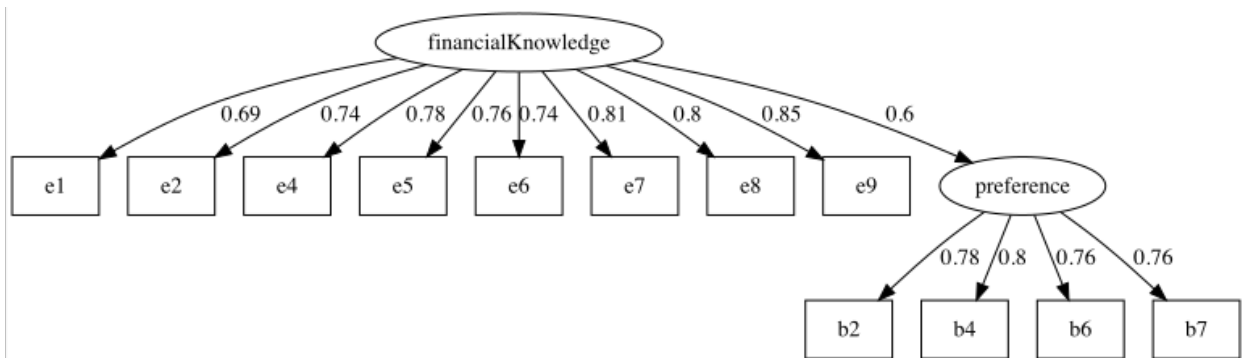 financialKnowledge
0.69 0.74 0.78 0.76 0.74 0.81 0.8 0.85 0.6
e1 e2 e4 e5 e6 e7 e8 e9 preference
0.78 0.8 0.76 0.76
b2 b4 b6 b7